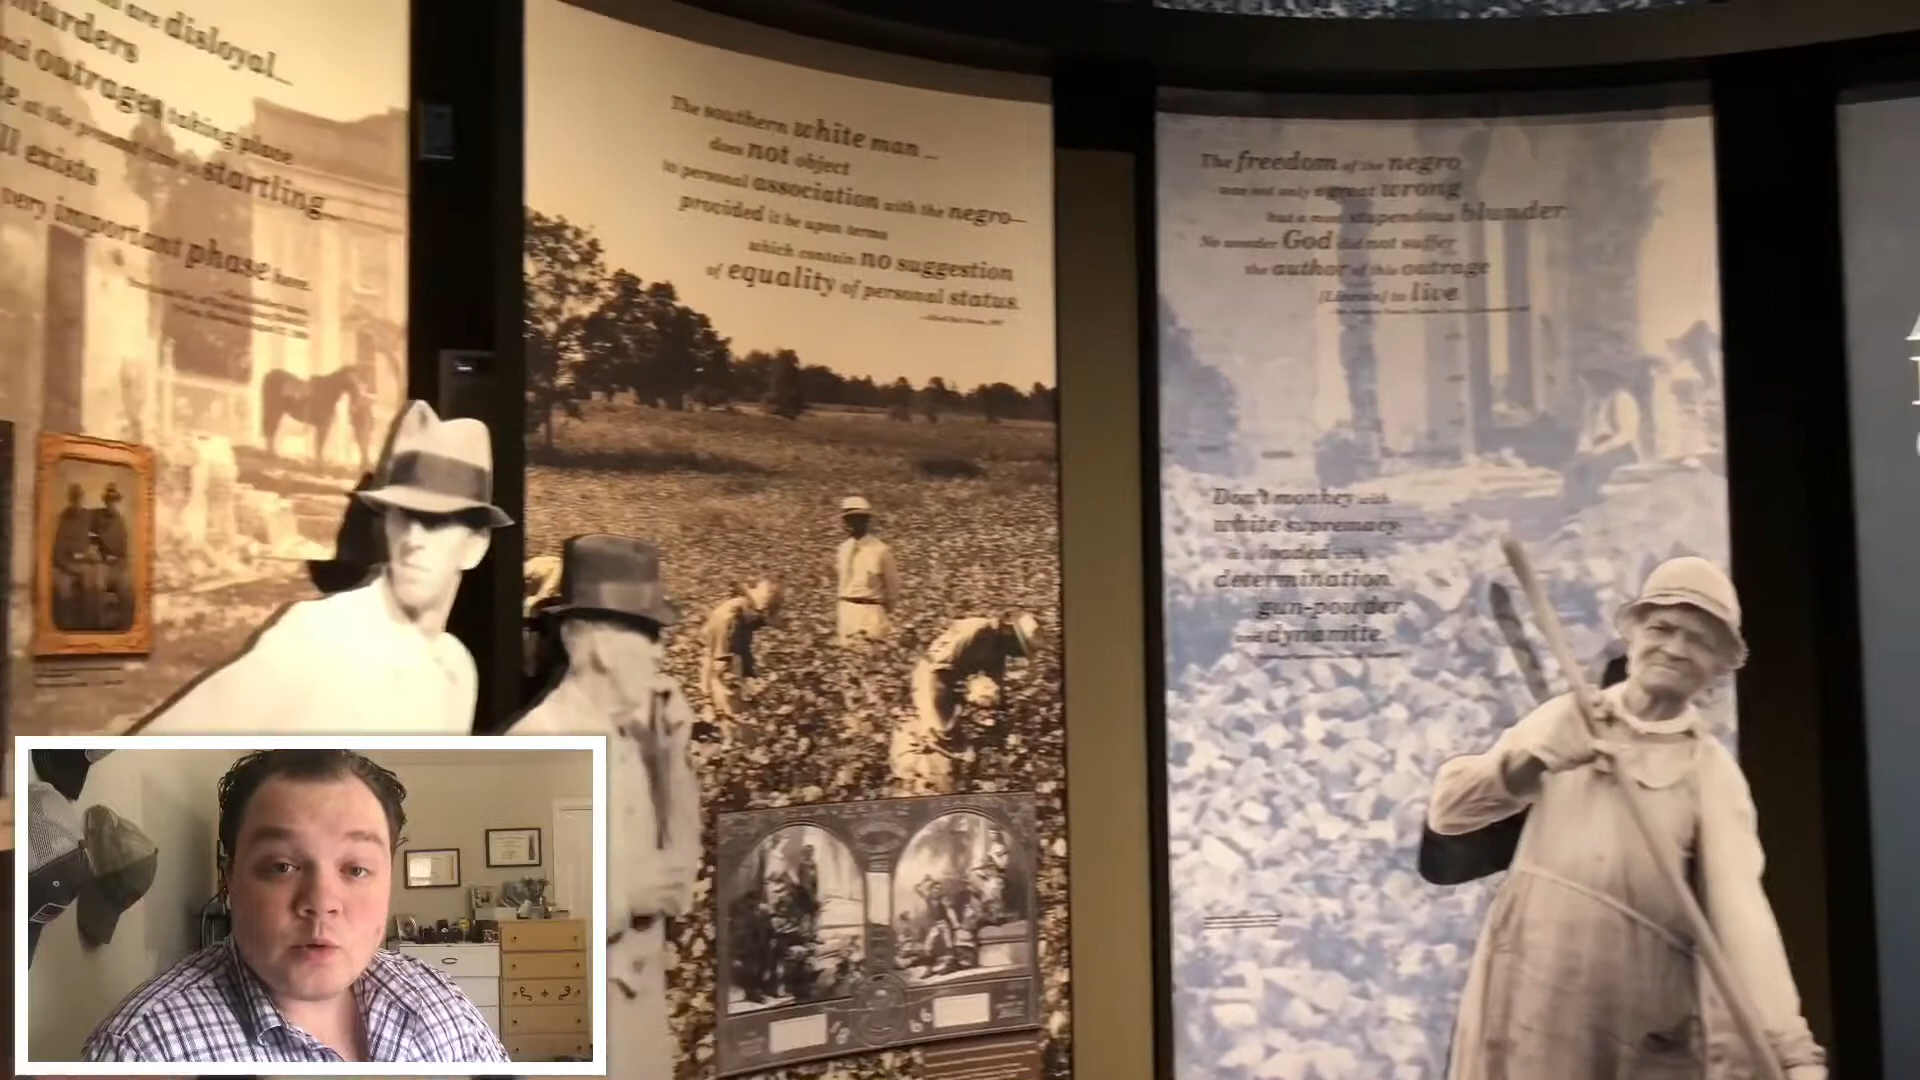 are disloyal
murders
and outrages taking place
at the present time is startling
all exists
very important phase here.
The southern white man ...
does not object
to personal association with the negro—
provided it be upon terms
which contain no suggestion
of equality of personal status.
The freedom of the negro
was not only a great wrong
but a most stupendous blunder.
No wonder God did not suffer
the author of this outrage
[Lincoln] to live
Don't monkey with
white supremacy:
it is loaded with
determination,
gun-powder,
and dynamite.